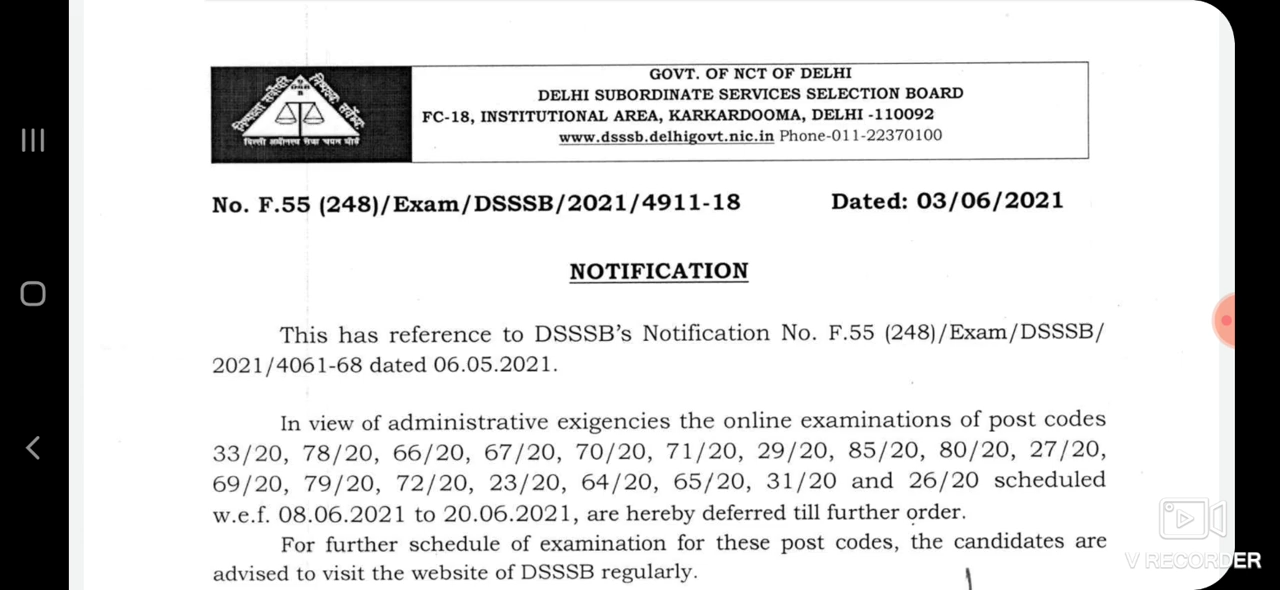 निष्पक्षता सर्वोपरि
दिल्ली अधीनस्थ सेवा चयन बोर्ड
GOVT. OF NCT OF DELHI
DELHI SUBORDINATE SERVICES SELECTION BOARD
FC-18, INSTITUTIONAL AREA, KARKARDOOMA, DELHI -110092
www.dsssb.delhigovt.nic.in Phone-011-22370100
No. F.55 (248)/Exam/DSSSB/2021/4911-18 Dated: 03/06/2021
NOTIFICATION
This has reference to DSSSB's Notification No. F.55 (248)/Exam/DSSSB/
2021/4061-68 dated 06.05.2021.
In view of administrative exigencies the online examinations of post codes
33/20, 78/20, 66/20, 67/20, 70/20, 71/20, 29/20, 85/20, 80/20, 27/20,
69/20, 79/20, 72/20, 23/20, 64/20, 65/20, 31/20 and 26/20 scheduled
w.e.f. 08.06.2021 to 20.06.2021, are hereby deferred till further order.
For further schedule of examination for these post codes, the candidates are
advised to visit the website of DSSSB regularly.
V RECORDER